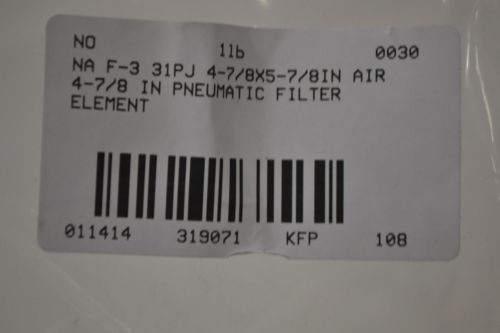 NO 1lb 0030
NA F-3 31PJ 4-7/8X5-7/8IN AIR
4-7/8 IN PNEUMATIC FILTER
ELEMENT
011414 319071 KFP 108